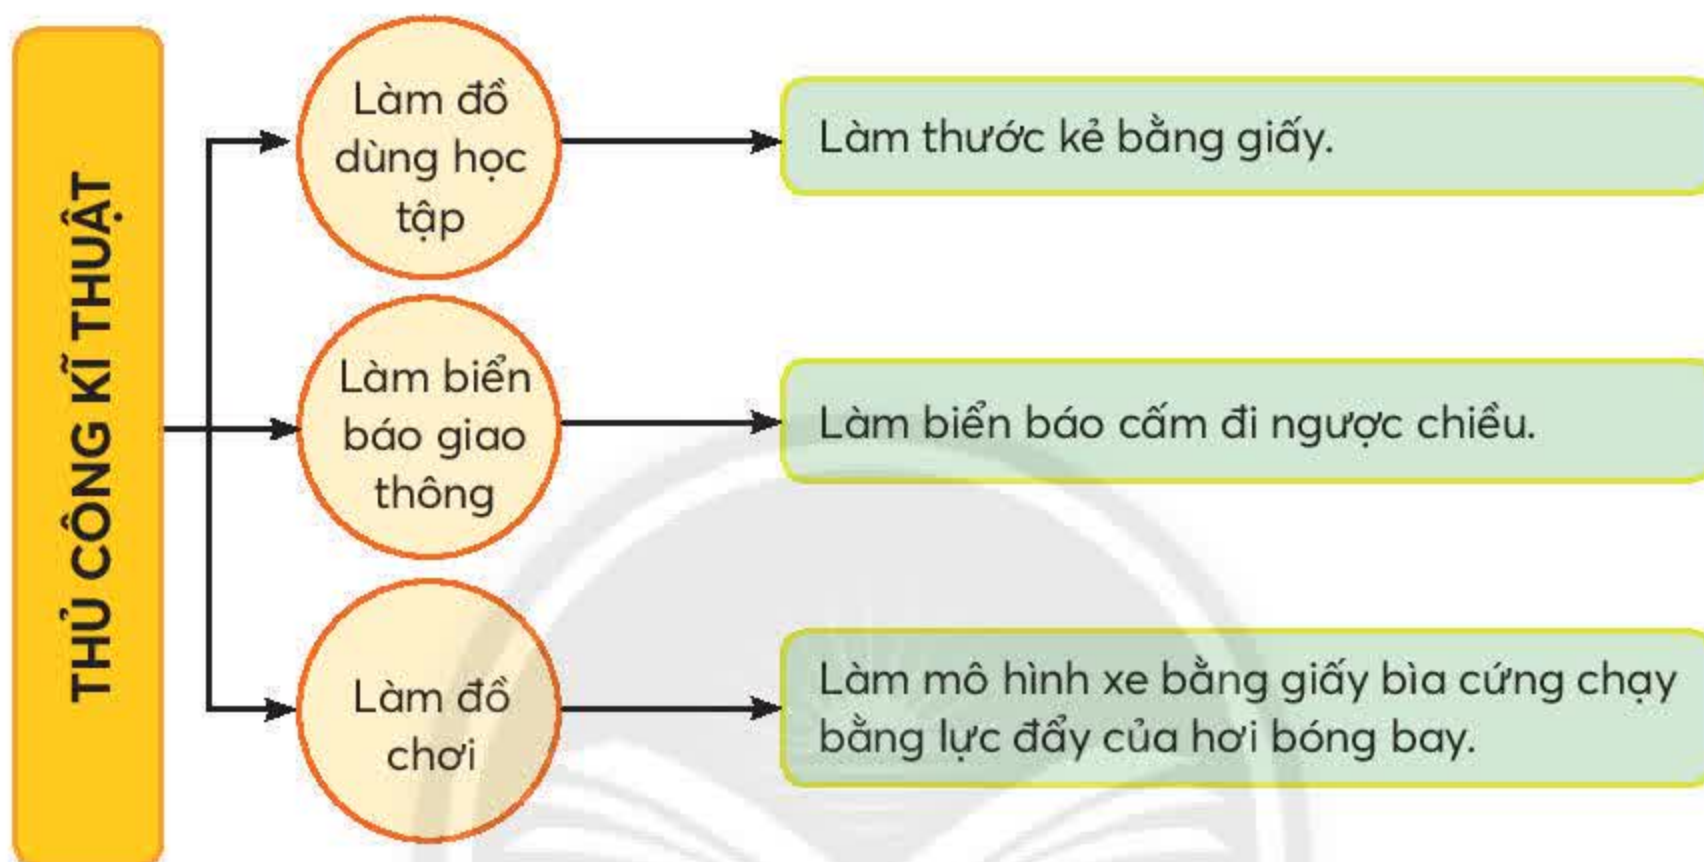 THỦ CÔNG KĨ THUẬT
Làm đồ
dùng học
tập
Làm thước kẻ bằng giấy.
Làm biển
báo giao
thông
Làm biển báo cấm đi ngược chiều.
Làm đồ
chơi
Làm mô hình xe bằng giấy bìa cứng chạy
bằng lực đẩy của hơi bóng bay.